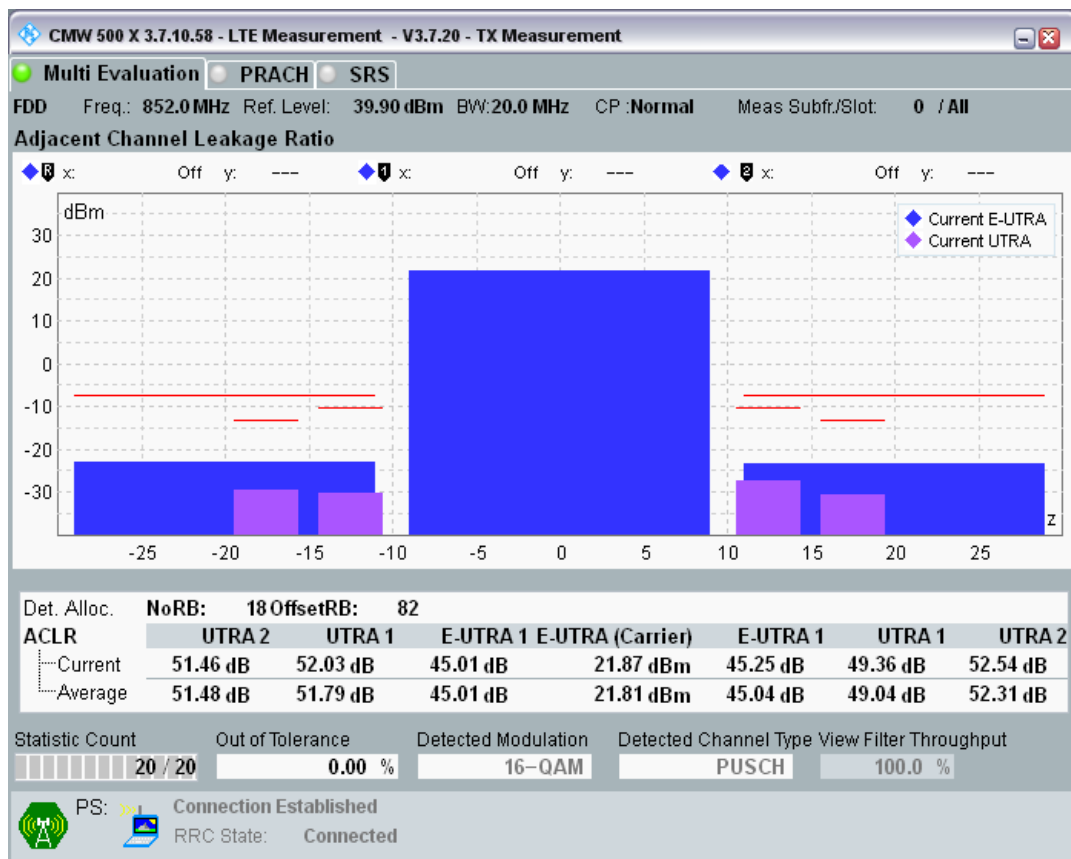 CMW 500 X 3.7.10.58 - LTE Measurement - V3.7.20 - TX Measurement
Multi Evaluation PRACH SRS
FDD Freq.: 852.0 MHz Ref. Level: 39.90 dBm BW:20.0 MHz CP :Normal Meas Subfr./Slot: 0 / All
Adjacent Channel Leakage Ratio
R x: Off y: --- 1 x: Off y: --- 2 x: Off y: ---
dBm
Current E-UTRA
Current UTRA
30
20
10
0
-10
-20
-30
z
-25 -20 -15 -10 -5 0 5 10 15 20 25
Det. Alloc. NoRB: 18 OffsetRB: 82
ACLR UTRA 2 UTRA 1 E-UTRA 1 E-UTRA (Carrier) E-UTRA 1 UTRA 1 UTRA 2
Current 51.46 dB 52.03 dB 45.01 dB 21.87 dBm 45.25 dB 49.36 dB 52.54 dB
Average 51.48 dB 51.79 dB 45.01 dB 21.81 dBm 45.04 dB 49.04 dB 52.31 dB
Statistic Count Out of Tolerance Detected Modulation Detected Channel Type View Filter Throughput
20 / 20 0.00 % 16-QAM PUSCH 100.0 %
PS: Connection Established
RRC State: Connected